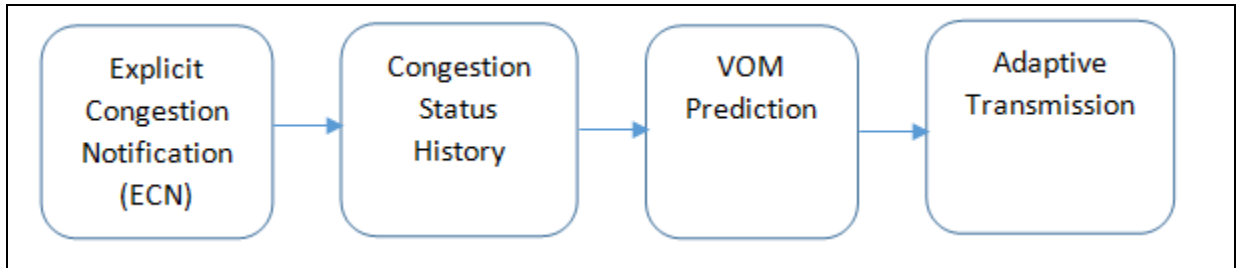 Explicit
Congestion
Notification
(ECN)
Congestion
Status
History
VOM
Prediction
Adaptive
Transmission